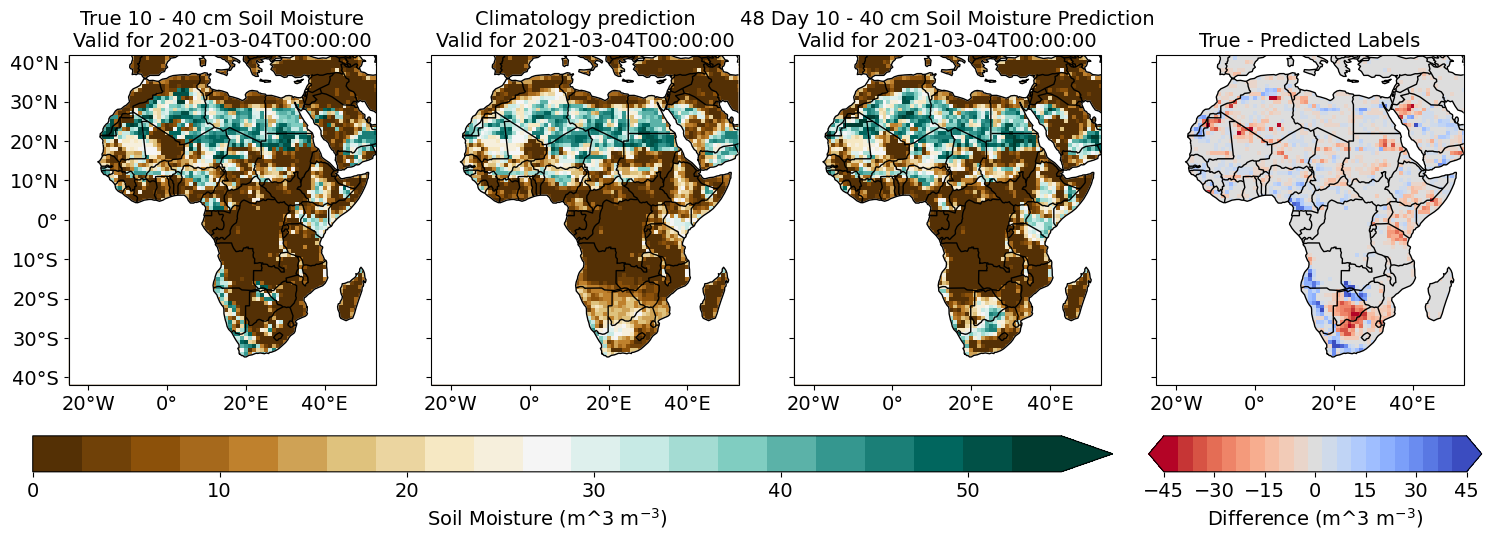 True 10 - 40 cm Soil Moisture
Valid for 2021-03-04T00:00:00
Climatology prediction
Valid for 2021-03-04T00:00:00
48 Day 10 - 40 cm Soil Moisture Prediction
Valid for 2021-03-04T00:00:00
True - Predicted Labels
40°N
30°N
20°N
10°N
0°
10°S
20°S
30°S
40°S
20°W 0° 20°E 40°E
20°W 0° 20°E 40°E
20°W 0° 20°E 40°E
20°W 0° 20°E 40°E
0 10 20 30 40 50
Soil Moisture (m^3 m⁻³)
−45 −30 −15 0 15 30 45
Difference (m^3 m⁻³)